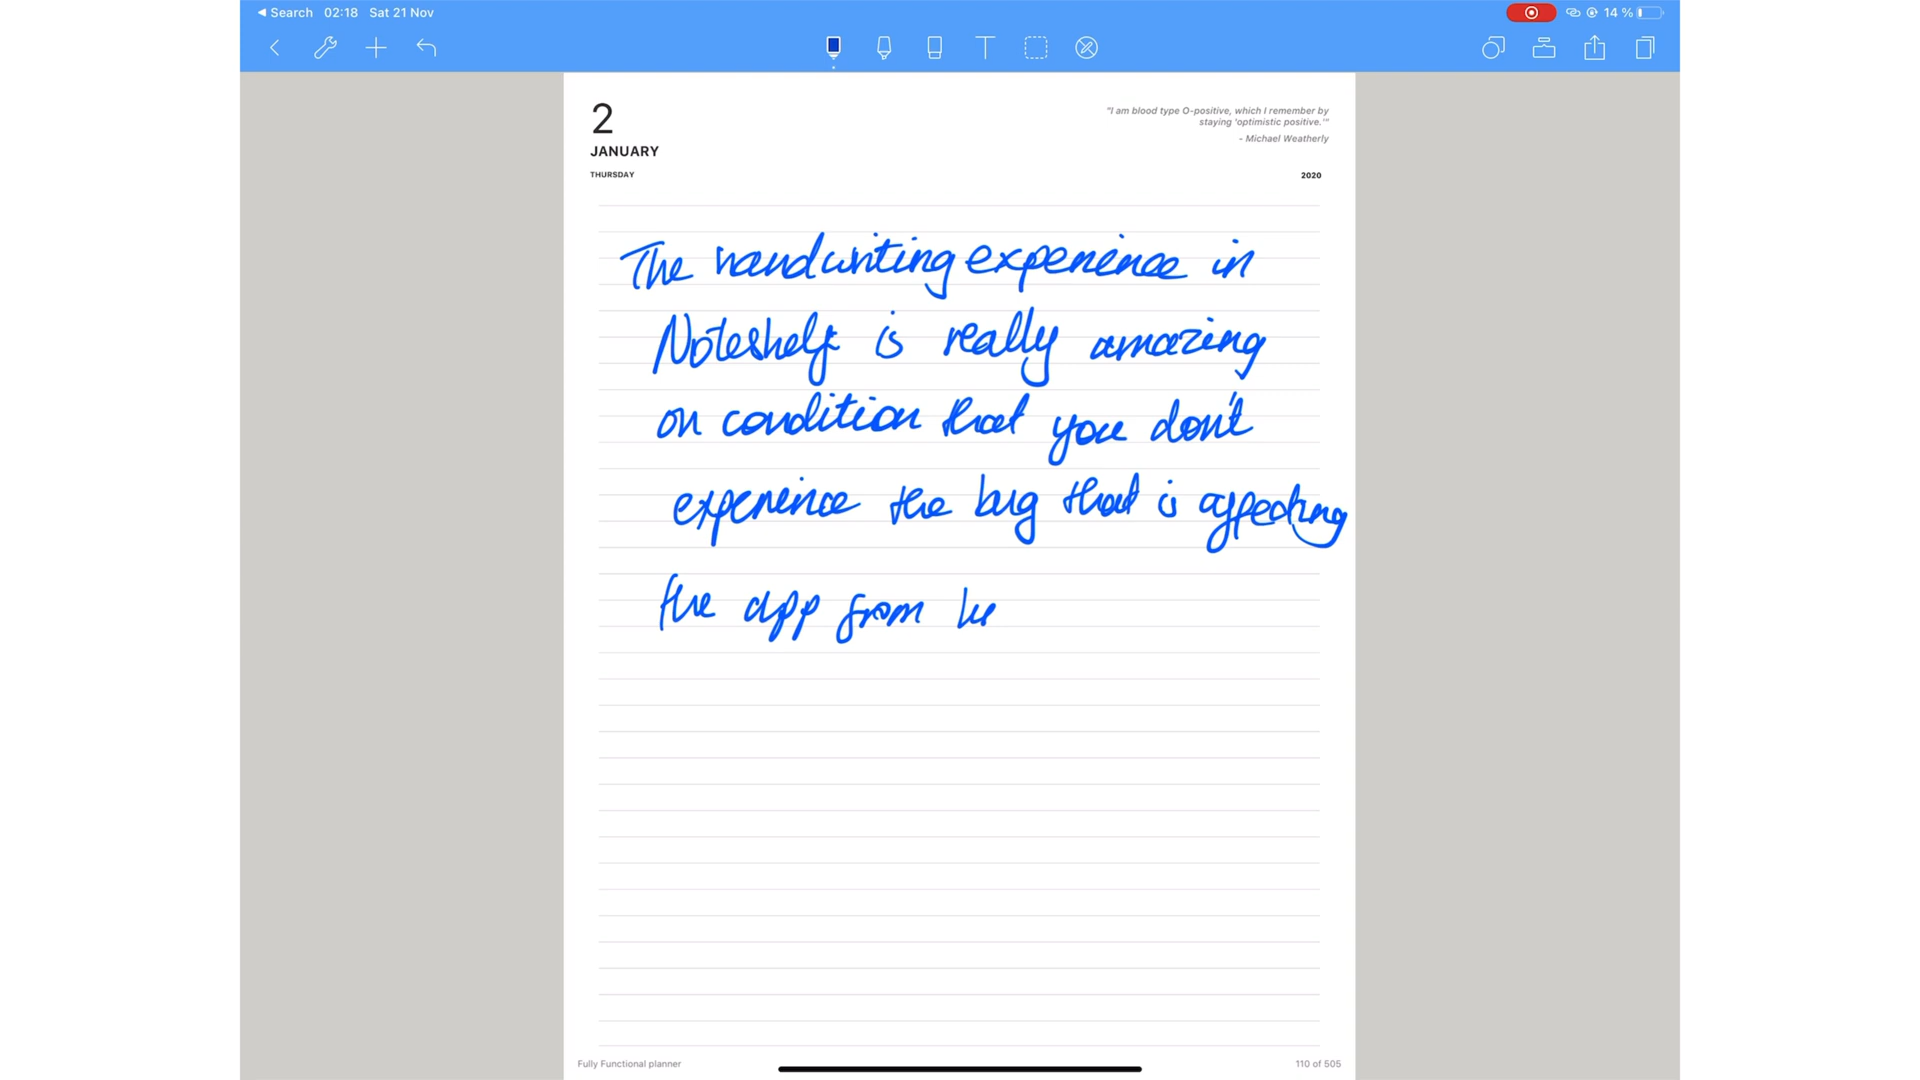 ◀ Search 02:18 Sat 21 Nov 14 %
2
JANUARY
THURSDAY
"I am blood type O-positive, which I remember by
staying 'optimistic positive.'"
- Michael Weatherly
2020
The handwriting experience in
Noteshelf is really amazing
on condition that you don't
experience the bug that is affecting
the app from
Fully Functional planner
110 of 505